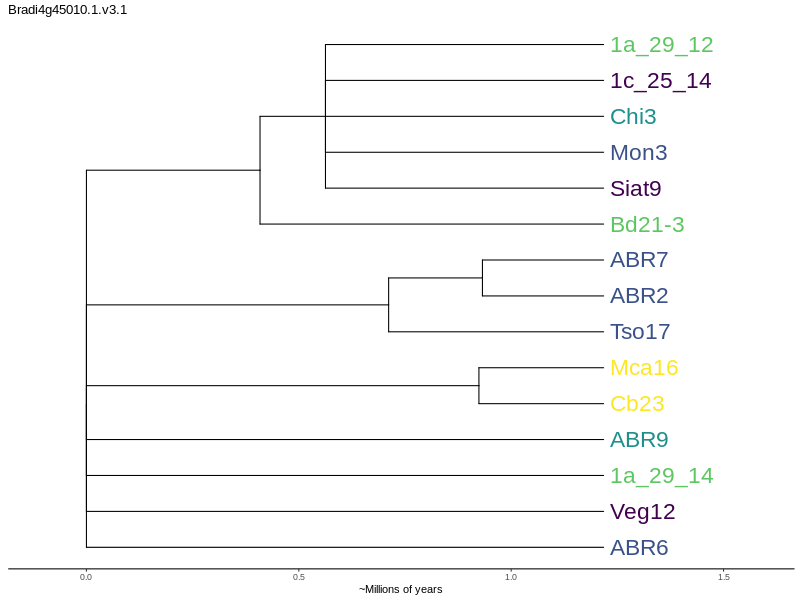 Bradi4g45010.1.v3.1
1a_29_12
1c_25_14
Chi3
Mon3
Siat9
Bd21-3
ABR7
ABR2
Tso17
Mca16
Cb23
ABR9
1a_29_14
Veg12
ABR6
0.0 0.5 1.0 1.5
~Millions of years